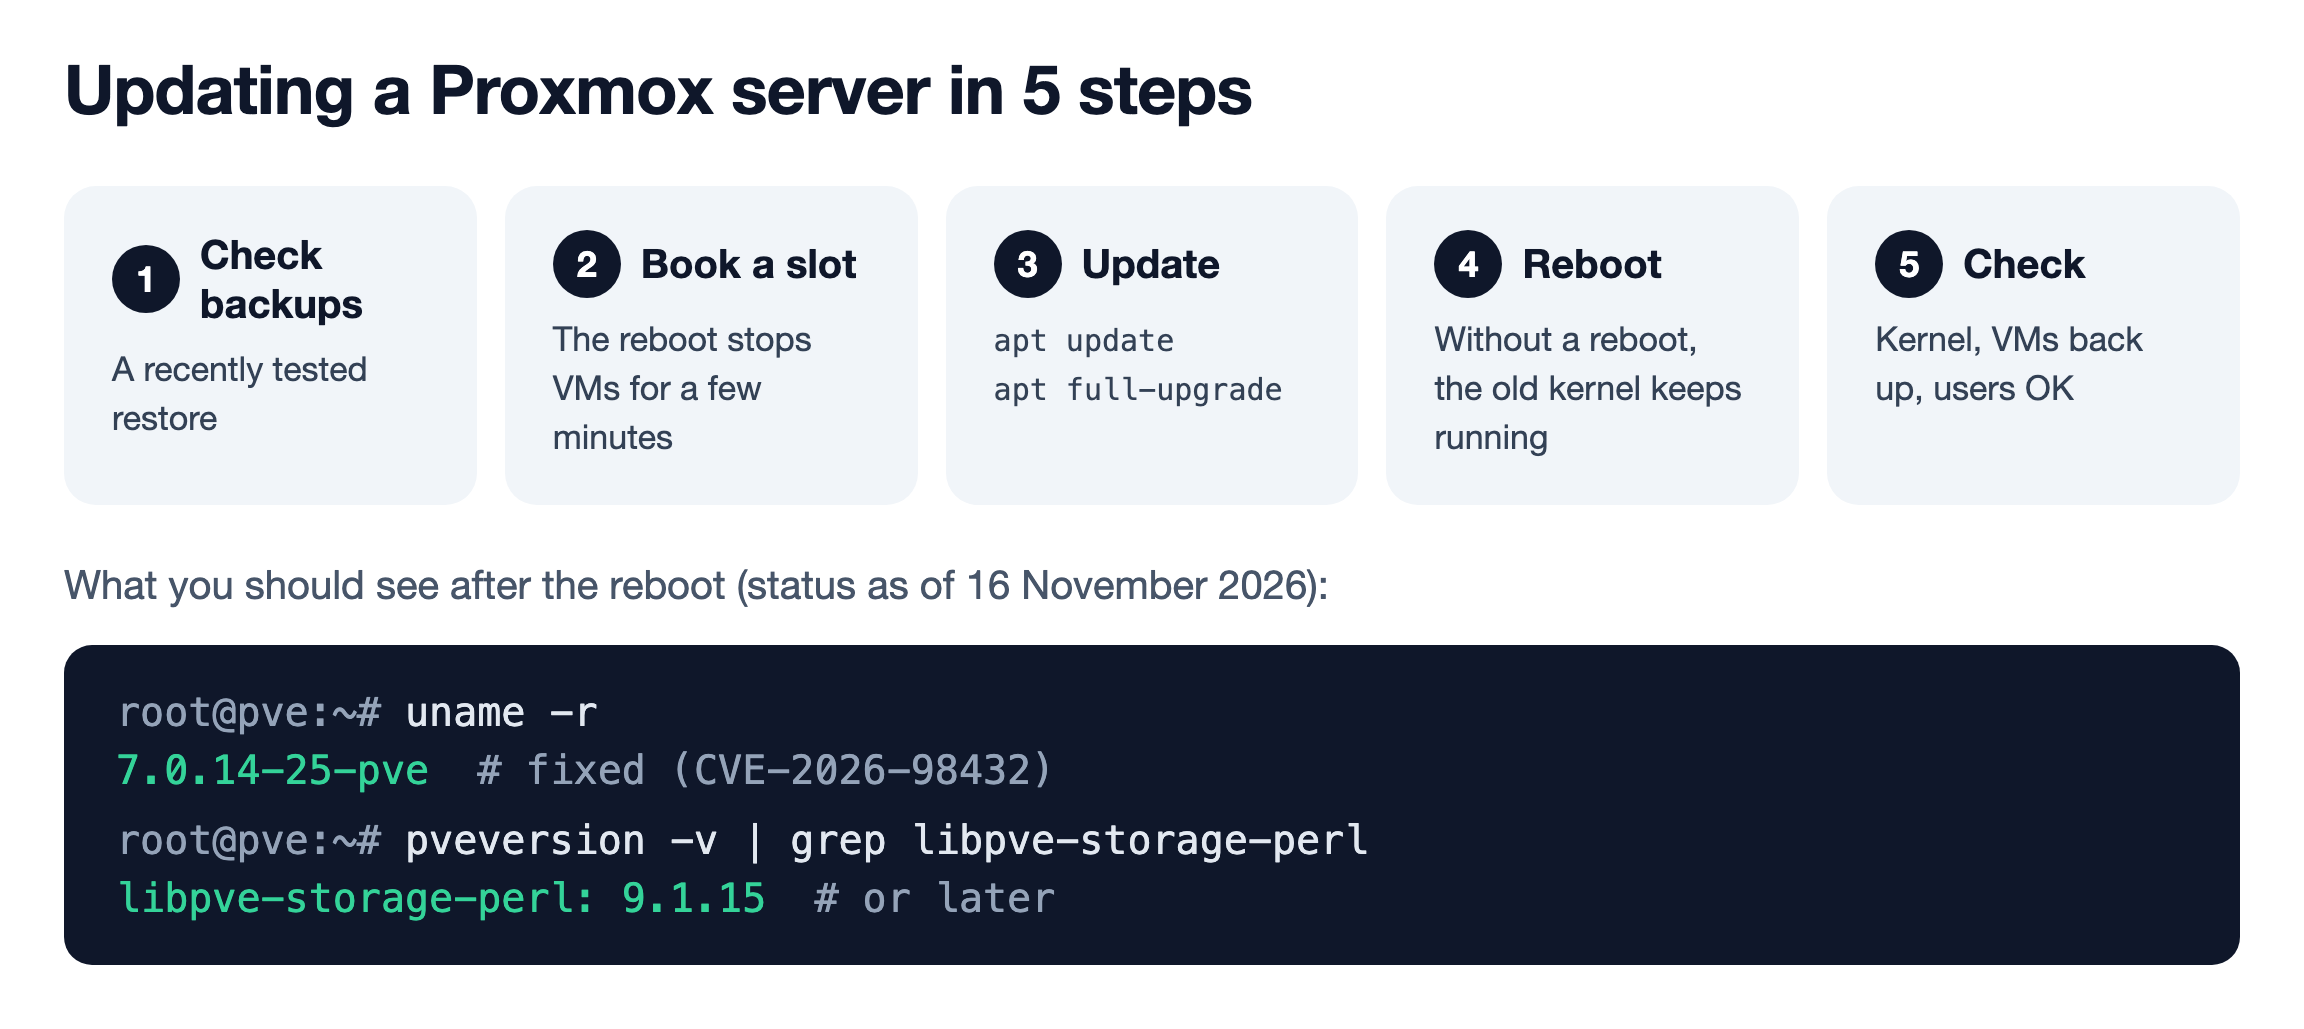 Updating a Proxmox server in 5 steps
1
Check
backups
A recently tested
restore
2
Book a slot
The reboot stops
VMs for a few
minutes
3
Update
apt update
apt full-upgrade
4
Reboot
Without a reboot,
the old kernel keeps
running
5
Check
Kernel, VMs back
up, users OK
What you should see after the reboot (status as of 16 November 2026):
root@pve:~# uname -r
7.0.14-25-pve  # fixed (CVE-2026-98432)
root@pve:~# pveversion -v | grep libpve-storage-perl
libpve-storage-perl: 9.1.15  # or later